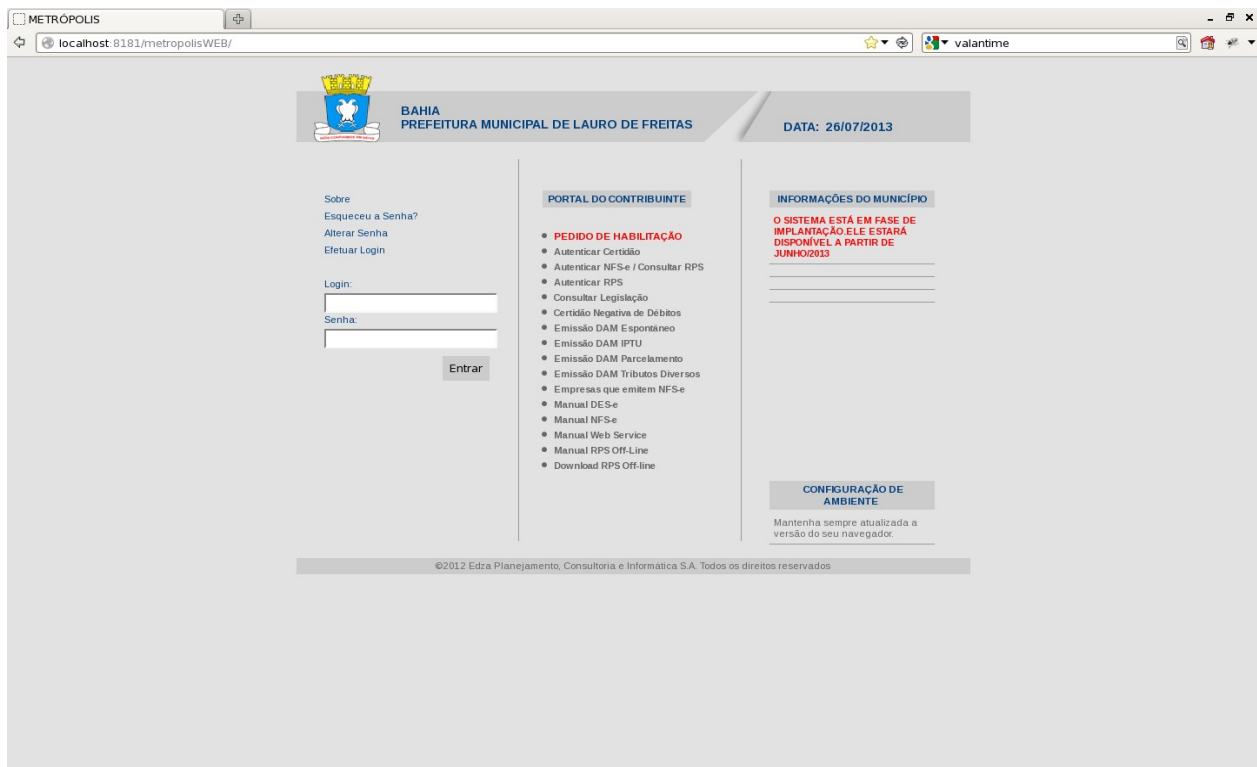 METRÓPOLIS
localhost:8181/metropolisWEB/
valantime
BAHIA
PREFEITURA MUNICIPAL DE LAURO DE FREITAS
DATA: 26/07/2013
Sobre
Esqueceu a Senha?
Alterar Senha
Efetuar Login
Login:
Senha:
Entrar
PORTAL DO CONTRIBUINTE
PEDIDO DE HABILITAÇÃO
Autenticar Certidão
Autenticar NFS-e / Consultar RPS
Autenticar RPS
Consultar Legislação
Certidão Negativa de Débitos
Emissão DAM Espontâneo
Emissão DAM IPTU
Emissão DAM Parcelamento
Emissão DAM Tributos Diversos
Empresas que emitem NFS-e
Manual DES-e
Manual NFS-e
Manual Web Service
Manual RPS Off-Line
Download RPS Off-line
INFORMAÇÕES DO MUNICÍPIO
O SISTEMA ESTÁ EM FASE DE
IMPLANTAÇÃO.ELE ESTARÁ
DISPONÍVEL A PARTIR DE
JUNHO/2013
CONFIGURAÇÃO DE
AMBIENTE
Mantenha sempre atualizada a
versão do seu navegador.
©2012 Edza Planejamento, Consultoria e Informática S.A. Todos os direitos reservados